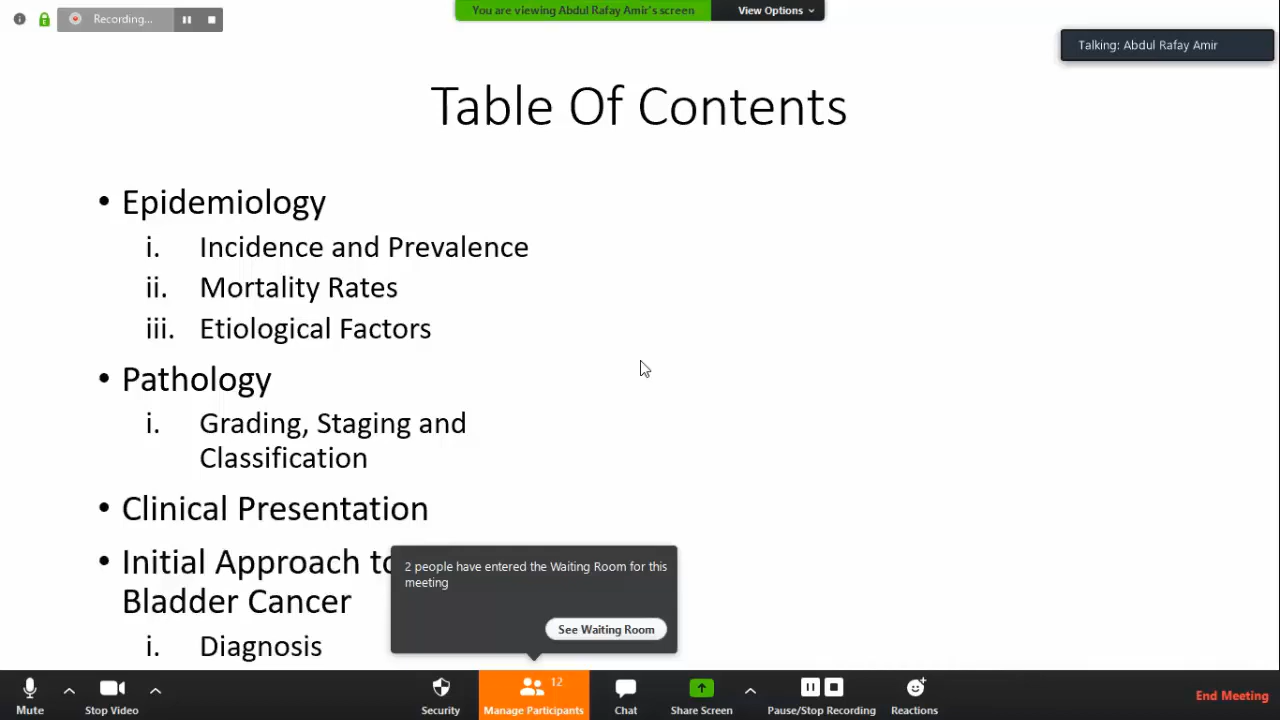 Recording...
You are viewing Abdul Rafay Amir's screen
View Options
Talking: Abdul Rafay Amir
Table Of Contents
• Epidemiology
i. Incidence and Prevalence
ii. Mortality Rates
iii. Etiological Factors
• Pathology
i. Grading, Staging and
Classification
• Clinical Presentation
• Initial Approach to
Bladder Cancer
i. Diagnosis
2 people have entered the Waiting Room for this
meeting
See Waiting Room
Mute
Stop Video
Security
12
Manage Participants
Chat
Share Screen
Pause/Stop Recording
Reactions
End Meeting